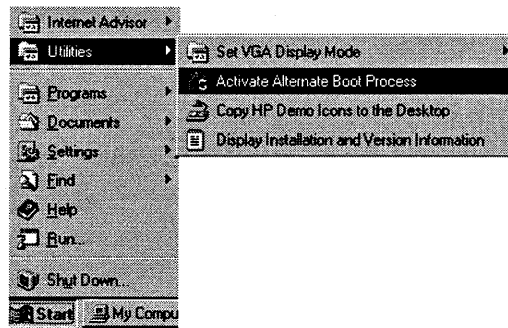 Internet Advisor
Utilities
Programs
Documents
Settings
Find
Help
Run...
Shut Down...
Start My Compu
Set VGA Display Mode
Activate Alternate Boot Process
Copy HP Demo Icons to the Desktop
Display Installation and Version Information